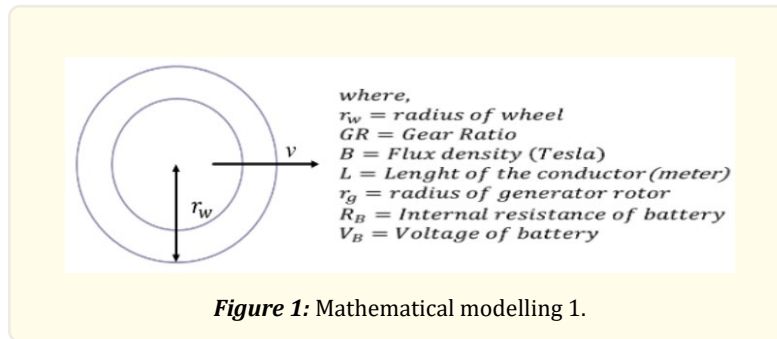 where,
r_w = radius of wheel
GR = Gear Ratio
B = Flux density (Tesla)
L = Lenght of the conductor (meter)
r_g = radius of generator rotor
R_B = Internal resistance of battery
V_B = Voltage of battery
v
r_w
Figure 1: Mathematical modelling 1.